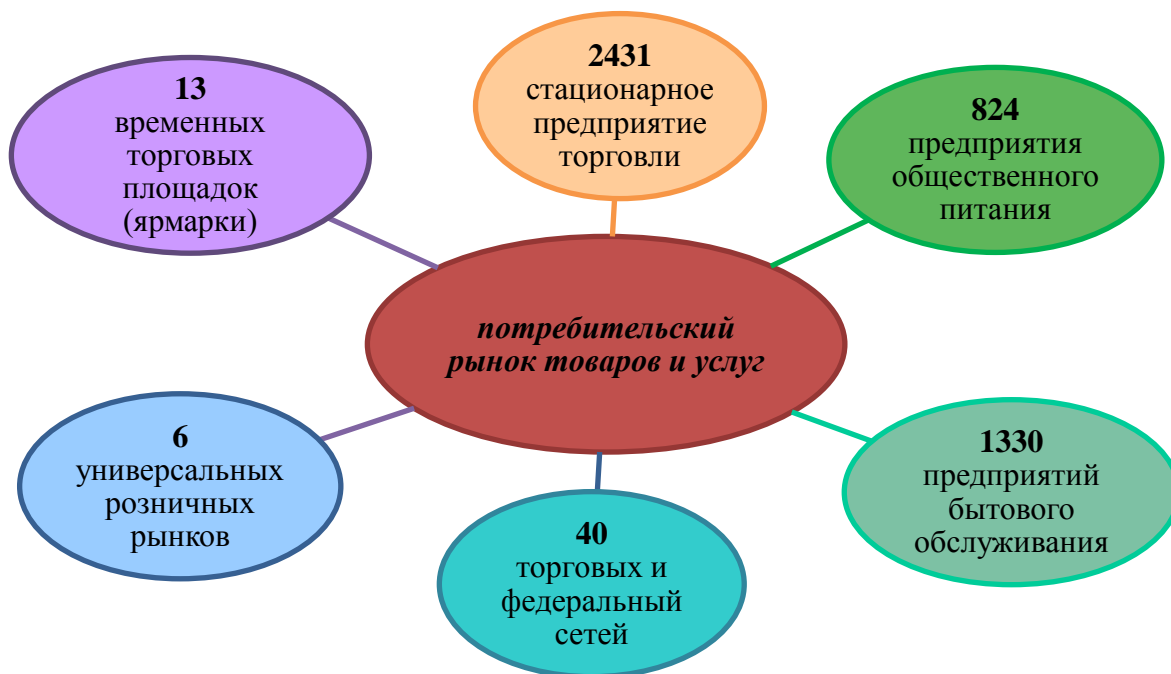 13
временных
торговых
площадок
(ярмарки)
2431
стационарное
предприятие
торговли
824
предприятия
общественного
питания
потребительский
рынок товаров и услуг
6
универсальных
розничных
рынков
40
торговых и
федеральный
сетей
1330
предприятий
бытового
обслуживания